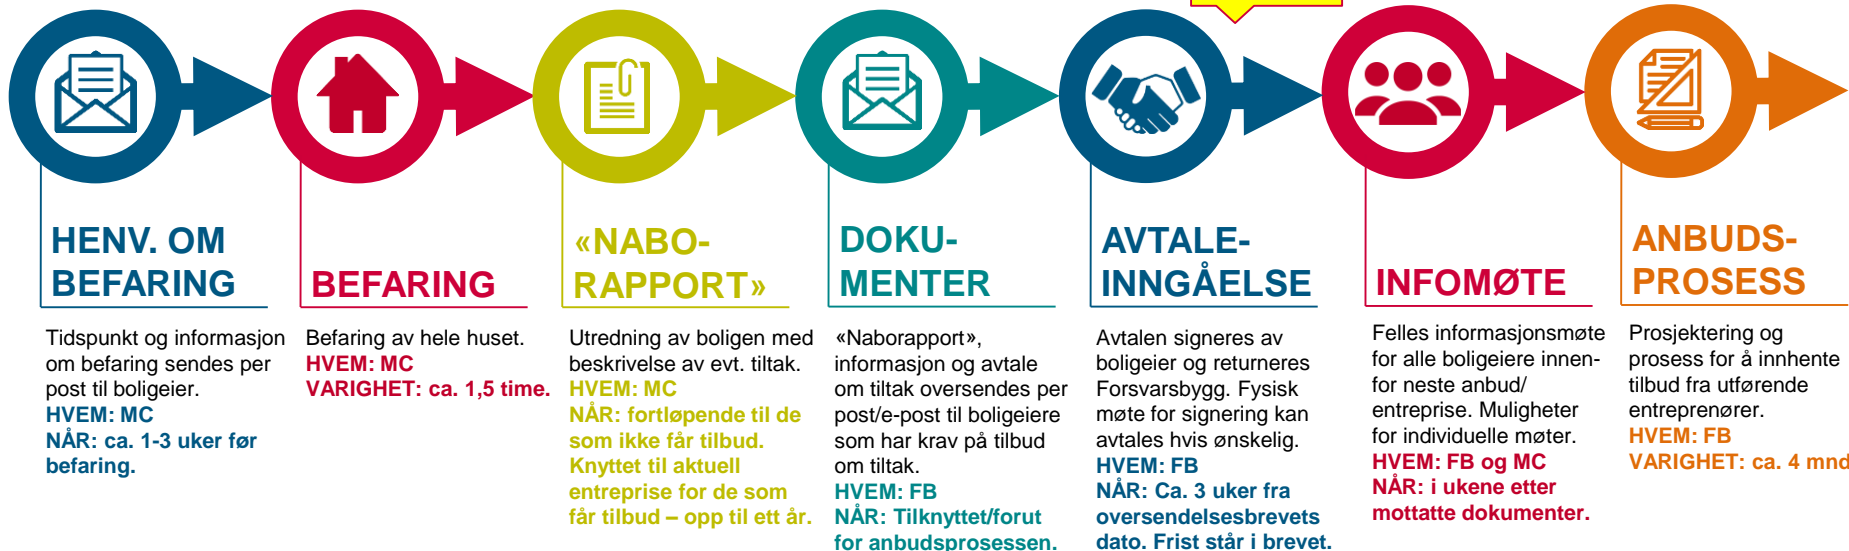 HENV. OM
BEFARING
Tidspunkt og informasjon
om befaring sendes per
post til boligeier.
HVEM: MC
NÅR: ca. 1-3 uker før
befaring.
BEFARING
Befaring av hele huset.
HVEM: MC
VARIGHET: ca. 1,5 time.
«NABO-
RAPPORT»
Utredning av boligen med
beskrivelse av evt. tiltak.
HVEM: MC
NÅR: fortløpende til de
som ikke får tilbud.
Knyttet til aktuell
entreprise for de som
får tilbud – opp til ett år.
DOKU-
MENTER
«Naborapport»,
informasjon og avtale
om tiltak oversendes per
post/e-post til boligeiere
som har krav på tilbud
om tiltak.
HVEM: FB
NÅR: Tilknyttet/forut
for anbudsprosessen.
AVTALE-
INNGÅELSE
Avtalen signeres av
boligeier og returneres
Forsvarsbygg. Fysisk
møte for signering kan
avtales hvis ønskelig.
HVEM: FB
NÅR: Ca. 3 uker fra
oversendelsesbrevets
dato. Frist står i brevet.
INFOMØTE
Felles informasjonsmøte
for alle boligeiere innen-
for neste anbud/
entreprise. Muligheter
for individuelle møter.
HVEM: FB og MC
NÅR: i ukene etter
mottatte dokumenter.
ANBUDS-
PROSESS
Prosjektering og
prosess for å innhente
tilbud fra utførende
entreprenører.
HVEM: FB
VARIGHET: ca. 4 mnd